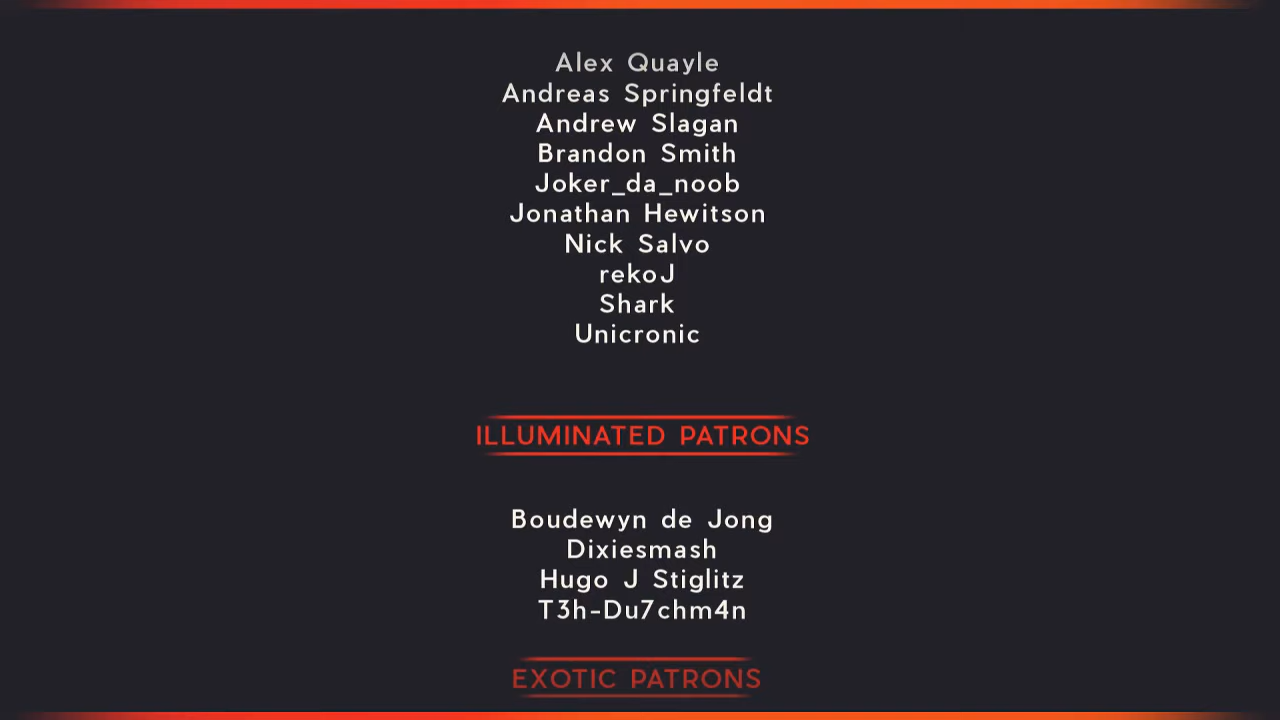 Alex Quayle
Andreas Springfeldt
Andrew Slagan
Brandon Smith
Joker_da_noob
Jonathan Hewitson
Nick Salvo
rekoJ
Shark
Unicronic
ILLUMINATED PATRONS
Boudewyn de Jong
Dixiesmash
Hugo J Stiglitz
T3h-Du7chm4n
EXOTIC PATRONS